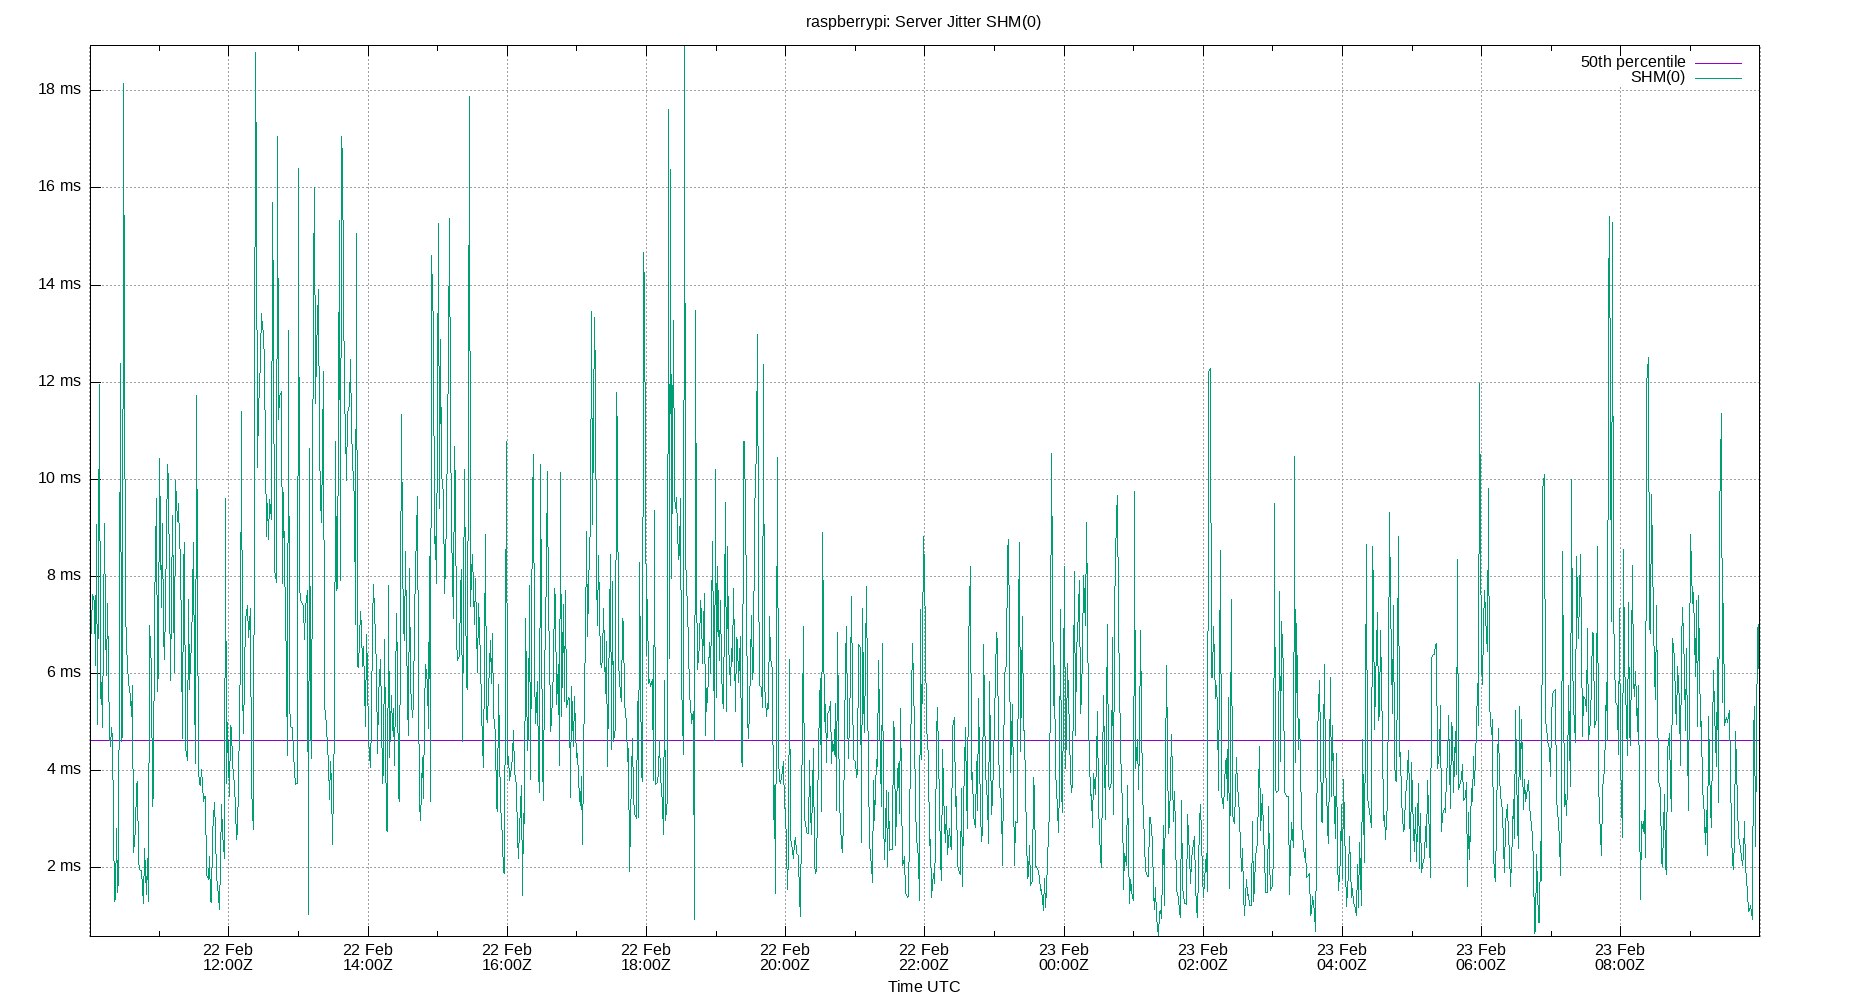 raspberrypi: Server Jitter SHM(0)
50th percentile
SHM(0)
18 ms
16 ms
14 ms
12 ms
10 ms
8 ms
6 ms
4 ms
2 ms
22 Feb 22 Feb 22 Feb 22 Feb 22 Feb 22 Feb 23 Feb 23 Feb 23 Feb 23 Feb 23 Feb
12:00Z 14:00Z 16:00Z 18:00Z 20:00Z 22:00Z 00:00Z 02:00Z 04:00Z 06:00Z 08:00Z
Time UTC